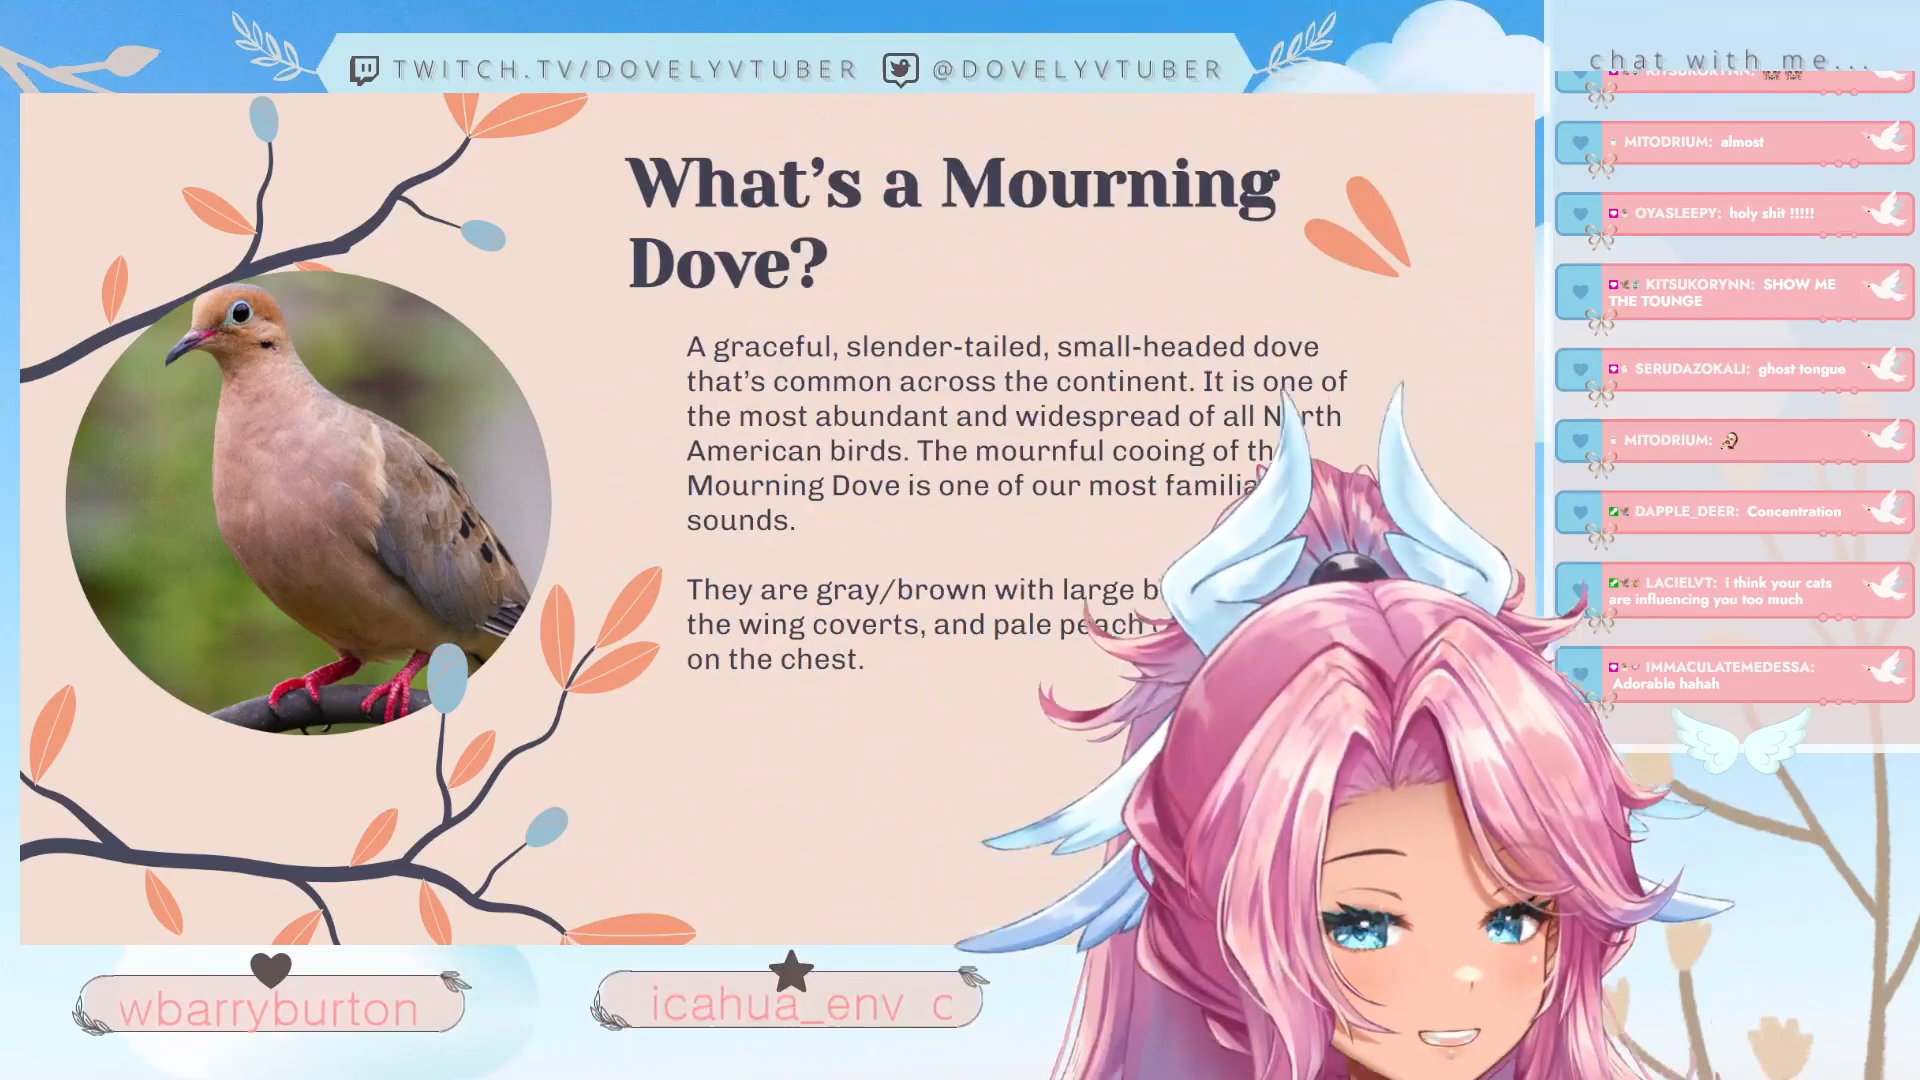 TWITCH.TV/DOVELYVTUBER @DOVELYVTUBER
What's a Mourning
Dove?
A graceful, slender-tailed, small-headed dove
that's common across the continent. It is one of
the most abundant and widespread of all North
American birds. The mournful cooing of th
Mourning Dove is one of our most familia
sounds.
They are gray/brown with large b
the wing coverts, and pale peach
on the chest.
wbarryburton
icahua_env c
chat with me...
KITSUKORYNN:
MITODRIUM: almost
OYASLEEPY: holy shit !!!!!
KITSUKORYNN: SHOW ME
THE TOUNGE
SERUDAZOKALI: ghost tongue
MITODRIUM:
DAPPLE_DEER: Concentration
LACIELVT: i think your cats
are influencing you too much
IMMACULATEMEDESSA:
Adorable hahah